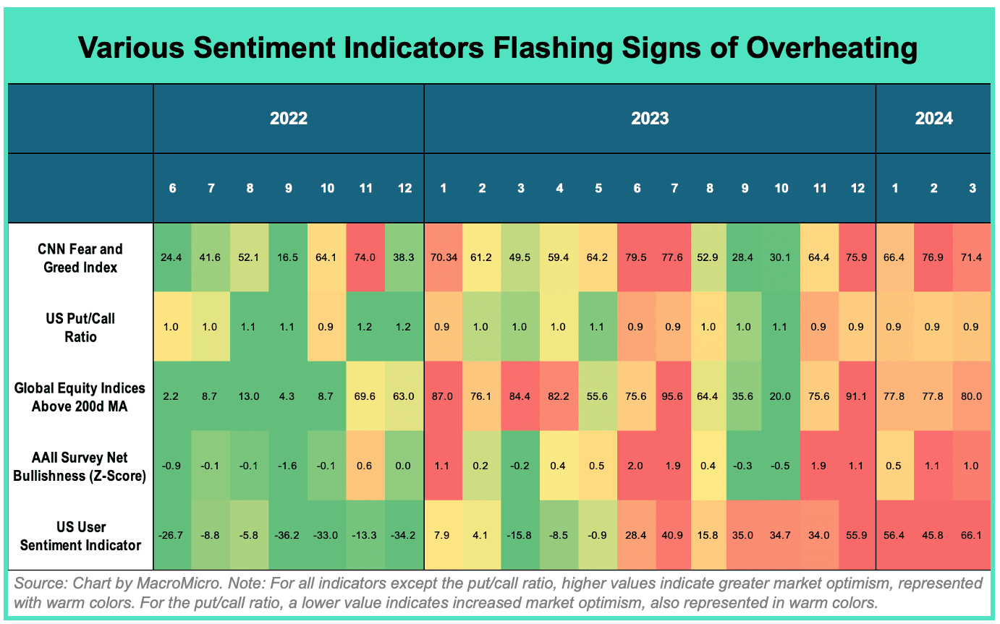 Various Sentiment Indicators Flashing Signs of Overheating
2022 2023 2024
6 7 8 9 10 11 12 1 2 3 4 5 6 7 8 9 10 11 12 1 2 3
CNN Fear and
Greed Index
24.4 41.6 52.1 16.5 64.1 74.0 38.3 70.34 61.2 49.5 59.4 64.2 79.5 77.6 52.9 28.4 30.1 64.4 75.9 66.4 76.9 71.4
US Put/Call
Ratio
1.0 1.0 1.1 1.1 0.9 1.2 1.2 0.9 1.0 1.0 1.0 1.1 0.9 0.9 1.0 1.0 1.1 0.9 0.9 0.9 0.9 0.9
Global Equity Indices
Above 200d MA
2.2 8.7 13.0 4.3 8.7 69.6 63.0 87.0 76.1 84.4 82.2 55.6 75.6 95.6 64.4 35.6 20.0 75.6 91.1 77.8 77.8 80.0
AAII Survey Net
Bullishness (Z-Score)
-0.9 -0.1 -0.1 -1.6 -0.1 0.6 0.0 1.1 0.2 -0.2 0.4 0.5 2.0 1.9 0.4 -0.3 -0.5 1.9 1.1 0.5 1.1 1.0
US User
Sentiment Indicator
-26.7 -8.8 -5.8 -36.2 -33.0 -13.3 -34.2 7.9 4.1 -15.8 -8.5 -0.9 28.4 40.9 15.8 35.0 34.7 34.0 55.9 56.4 45.8 66.1
Source: Chart by MacroMicro. Note: For all indicators except the put/call ratio, higher values indicate greater market optimism, represented
with warm colors. For the put/call ratio, a lower value indicates increased market optimism, also represented in warm colors.